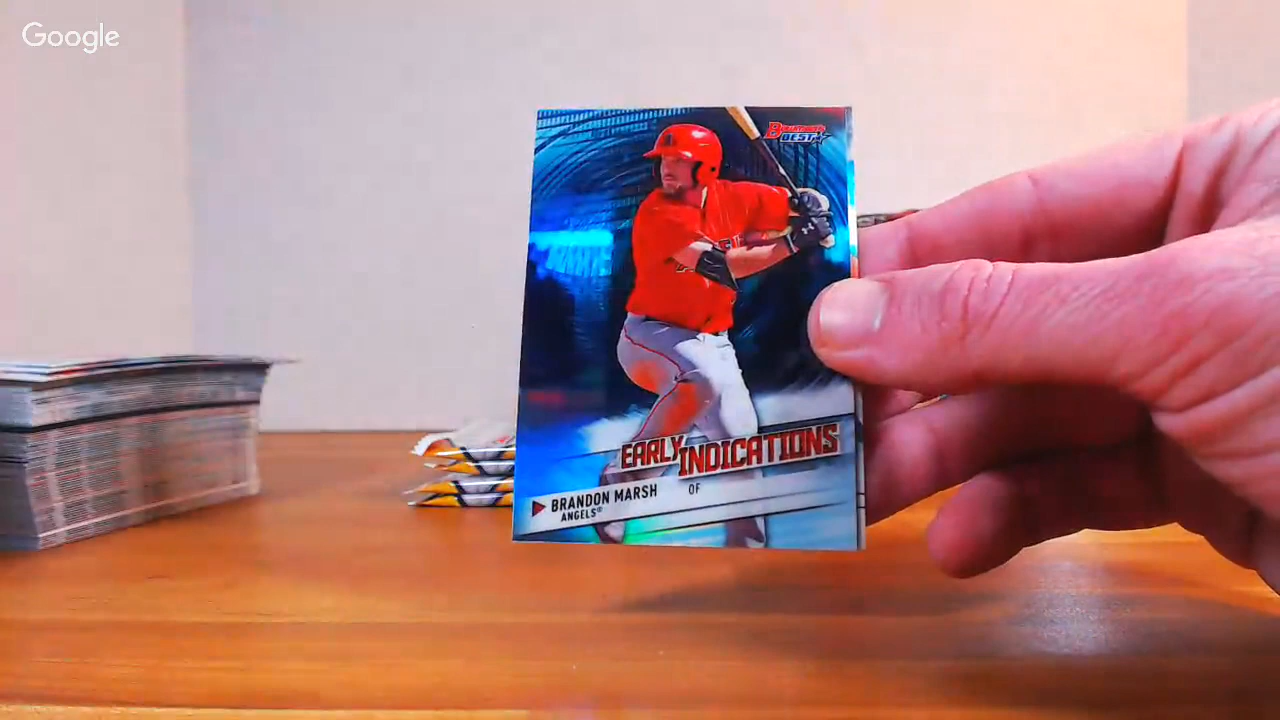 Google
BOWMAN'S
BEST
EARLY
INDICATIONS
BRANDON MARSH OF
ANGELS®